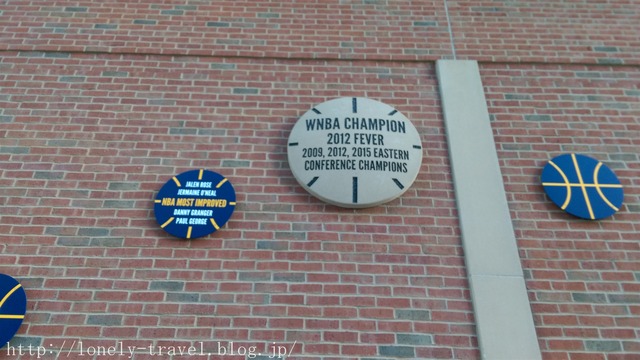 WNBA CHAMPION
2012 FEVER
2009, 2012, 2015 EASTERN
CONFERENCE CHAMPIONS
JALEN ROSE
JERMAINE O'NEAL
NBA MOST IMPROVED
DANNY GRANGER
PAUL GEORGE
http://lonely-travel.blog.jp/